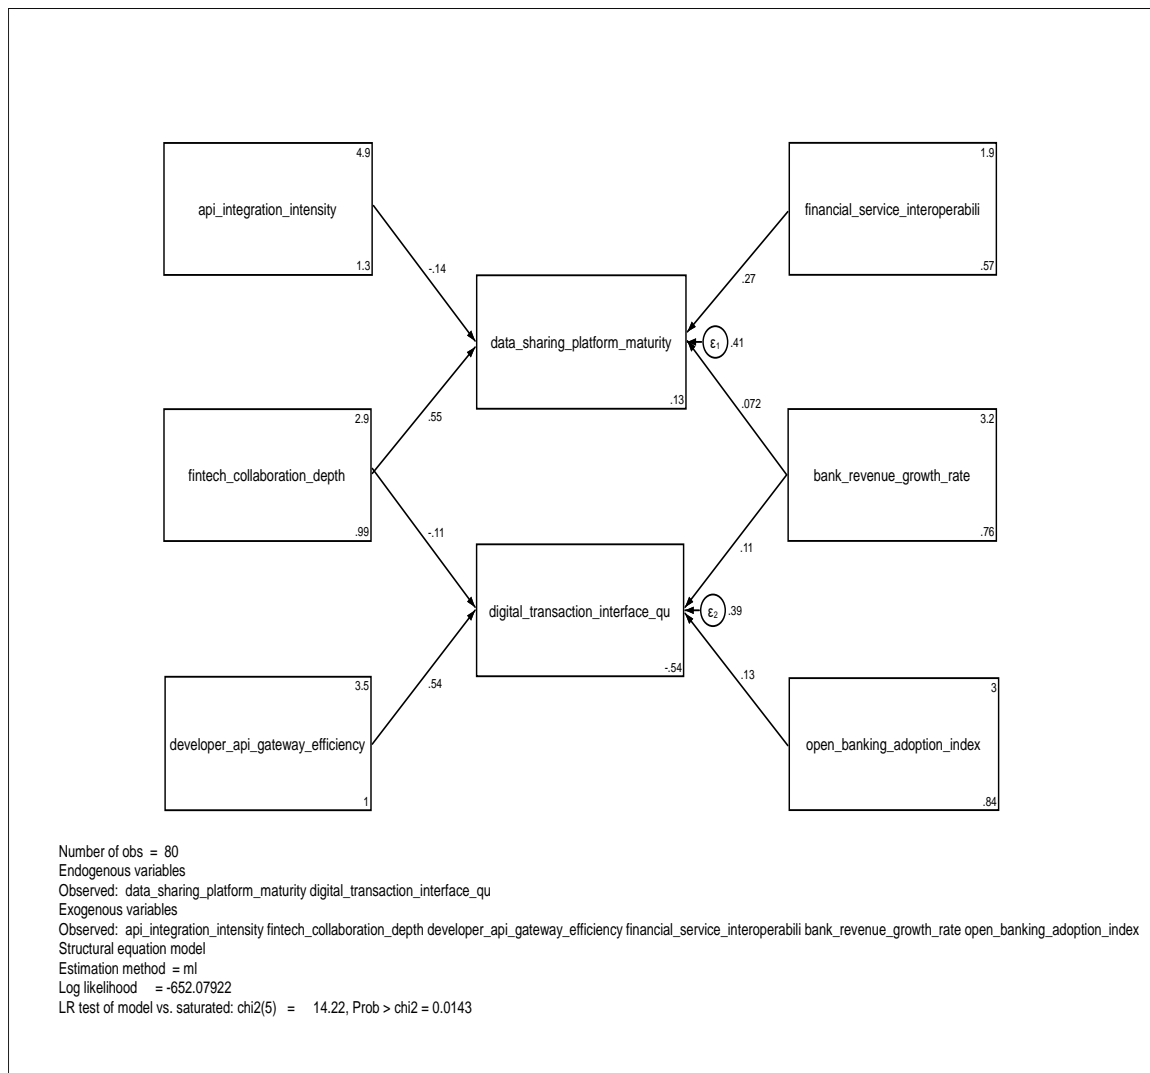 4.9
api_integration_intensity
1.3
1.9
financial_service_interoperabili
.57
-.14
.27
data_sharing_platform_maturity
.13
ε1 .41
2.9
fintech_collaboration_depth
.99
.55
.072
3.2
bank_revenue_growth_rate
.76
-.11
.11
digital_transaction_interface_qu
-.54
ε2 .39
3.5
developer_api_gateway_efficiency
1
.54
.13
3
open_banking_adoption_index
.84
Number of obs = 80
Endogenous variables
Observed: data_sharing_platform_maturity digital_transaction_interface_qu
Exogenous variables
Observed: api_integration_intensity fintech_collaboration_depth developer_api_gateway_efficiency financial_service_interoperabili bank_revenue_growth_rate open_banking_adoption_index
Structural equation model
Estimation method = ml
Log likelihood = -652.07922
LR test of model vs. saturated: chi2(5) = 14.22, Prob > chi2 = 0.0143